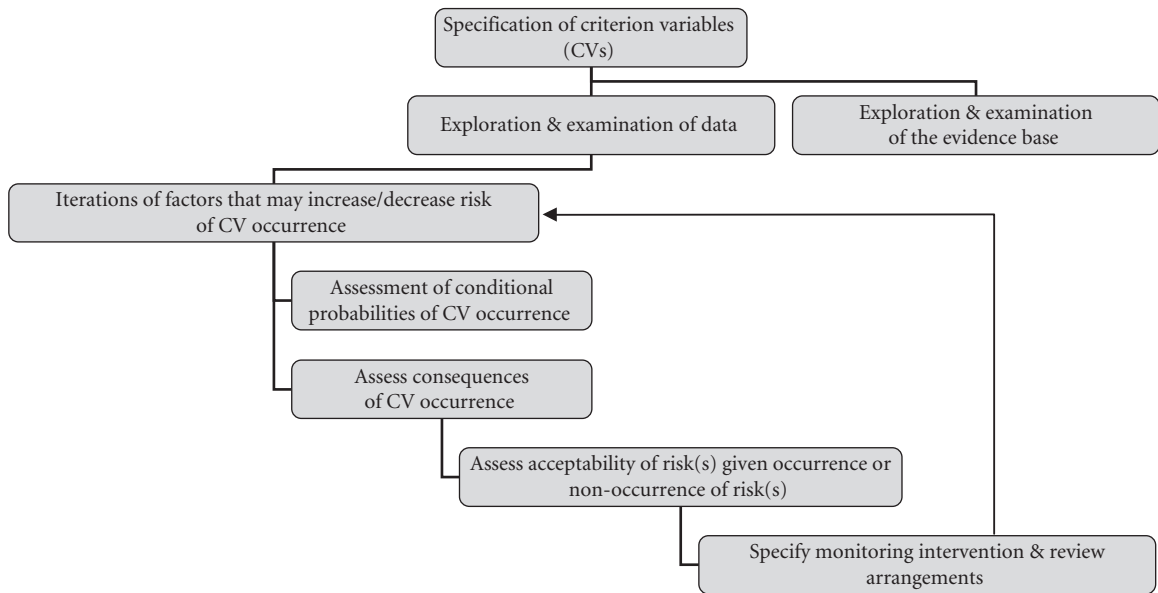 Specification of criterion variables
(CVs)
Exploration & examination of data
Exploration & examination
of the evidence base
Iterations of factors that may increase/decrease risk
of CV occurrence
Assessment of conditional
probabilities of CV occurrence
Assess consequences
of CV occurrence
Assess acceptability of risk(s) given occurrence or
non-occurrence of risk(s)
Specify monitoring intervention & review
arrangements